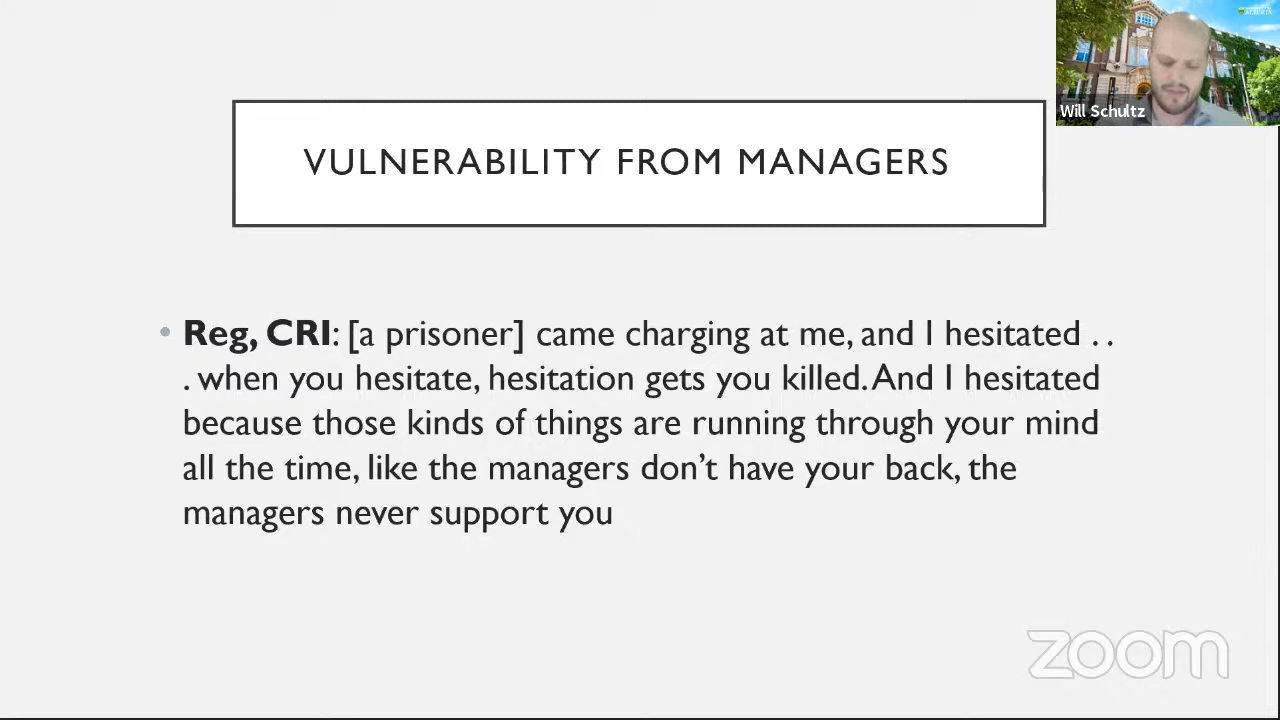 ALBERTA
Will Schultz
VULNERABILITY FROM MANAGERS
• Reg, CRI: [a prisoner] came charging at me, and I hesitated . .
. when you hesitate, hesitation gets you killed. And I hesitated
because those kinds of things are running through your mind
all the time, like the managers don’t have your back, the
managers never support you
zoom